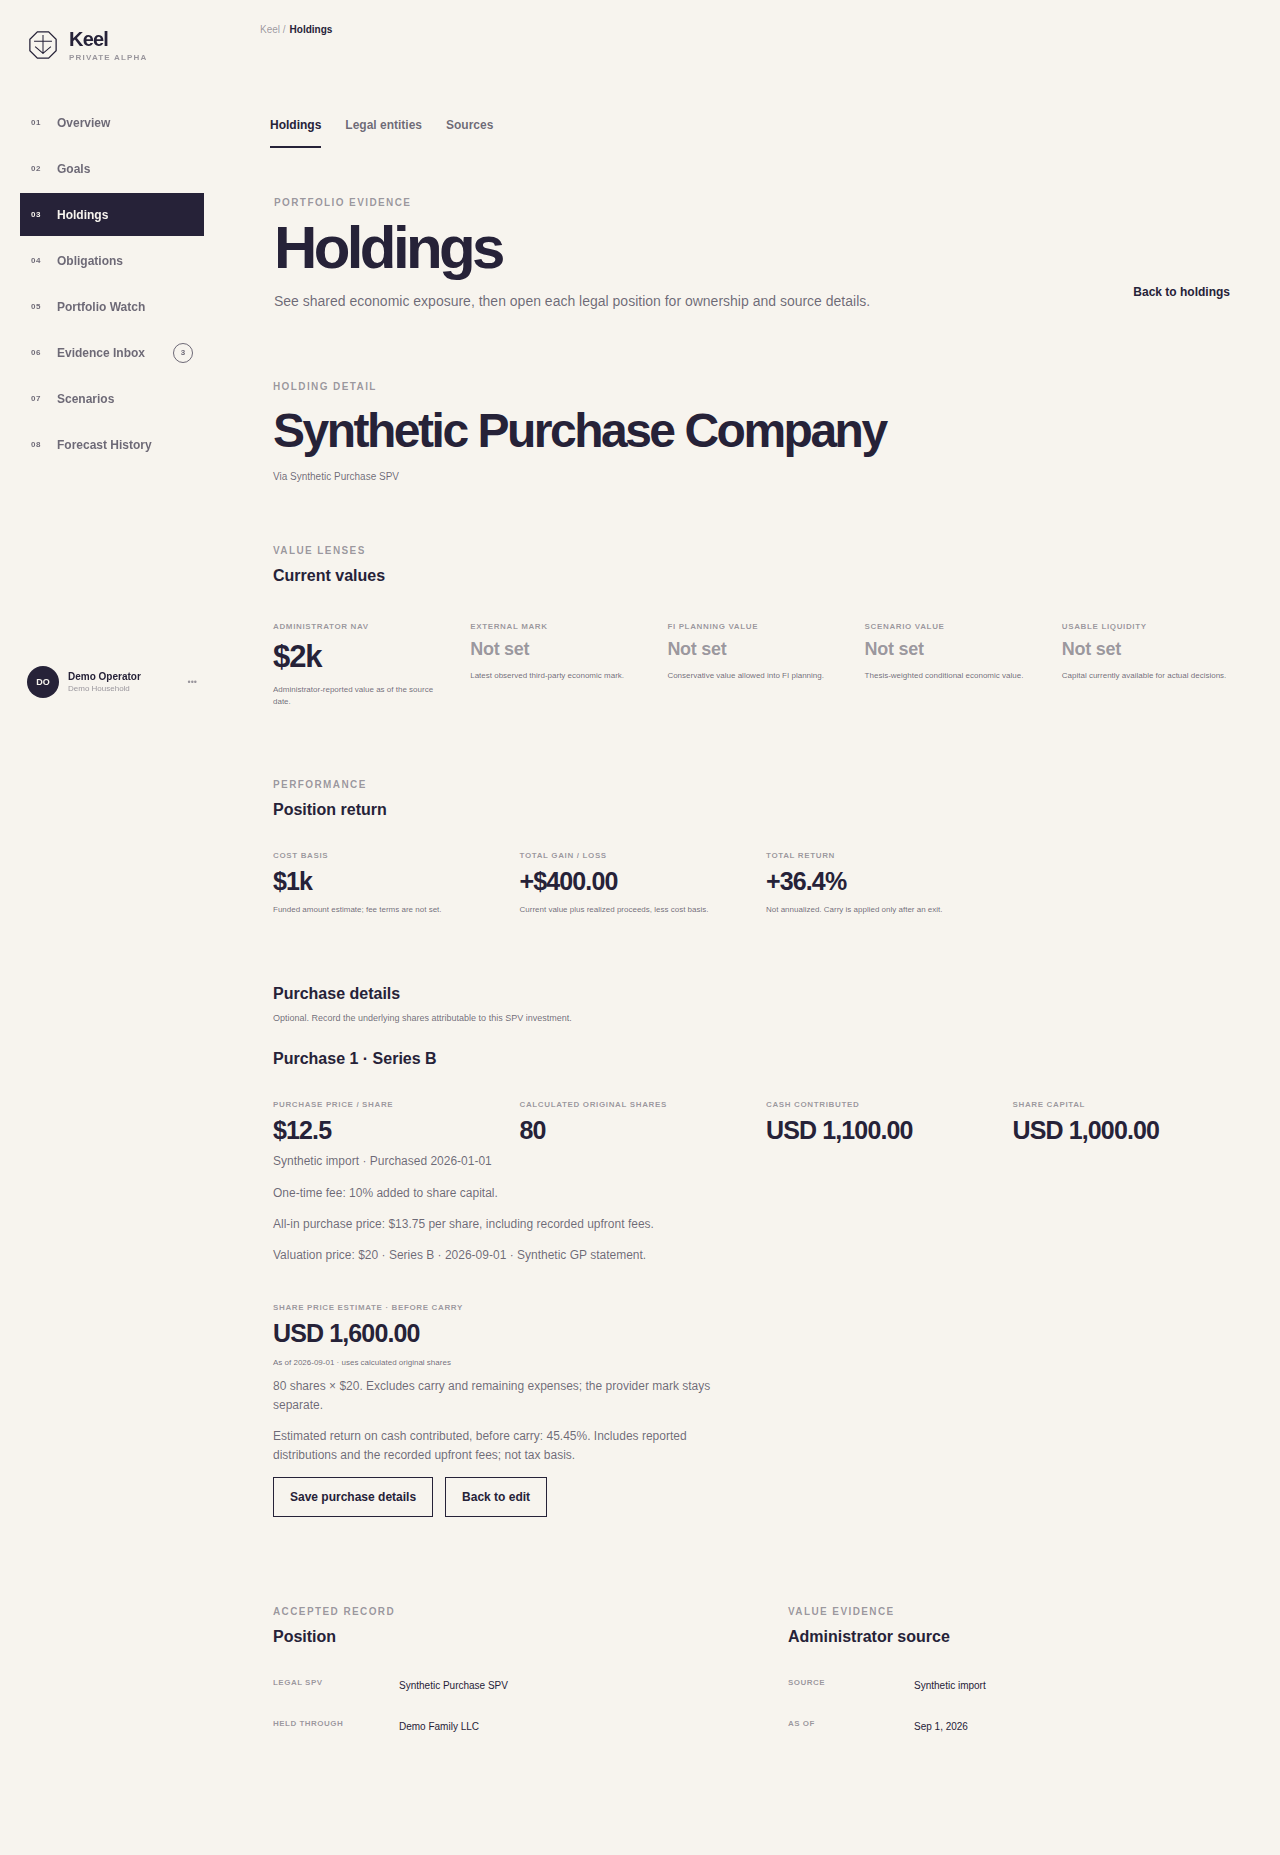 Keel
PRIVATE ALPHA
Keel / Holdings
01 Overview
02 Goals
03 Holdings
04 Obligations
05 Portfolio Watch
06 Evidence Inbox 3
07 Scenarios
08 Forecast History
DO Demo Operator •••
Demo Household
Holdings Legal entities Sources
PORTFOLIO EVIDENCE
Holdings
See shared economic exposure, then open each legal position for ownership and source details.
Back to holdings
HOLDING DETAIL
Synthetic Purchase Company
Via Synthetic Purchase SPV
VALUE LENSES
Current values
ADMINISTRATOR NAV
$2k
Administrator-reported value as of the source
date.
EXTERNAL MARK
Not set
Latest observed third-party economic mark.
FI PLANNING VALUE
Not set
Conservative value allowed into FI planning.
SCENARIO VALUE
Not set
Thesis-weighted conditional economic value.
USABLE LIQUIDITY
Not set
Capital currently available for actual decisions.
PERFORMANCE
Position return
COST BASIS
$1k
Funded amount estimate; fee terms are not set.
TOTAL GAIN / LOSS
+$400.00
Current value plus realized proceeds, less cost basis.
TOTAL RETURN
+36.4%
Not annualized. Carry is applied only after an exit.
Purchase details
Optional. Record the underlying shares attributable to this SPV investment.
Purchase 1 · Series B
PURCHASE PRICE / SHARE
$12.5
CALCULATED ORIGINAL SHARES
80
CASH CONTRIBUTED
USD 1,100.00
SHARE CAPITAL
USD 1,000.00
Synthetic import · Purchased 2026-01-01
One-time fee: 10% added to share capital.
All-in purchase price: $13.75 per share, including recorded upfront fees.
Valuation price: $20 · Series B · 2026-09-01 · Synthetic GP statement.
SHARE PRICE ESTIMATE · BEFORE CARRY
USD 1,600.00
As of 2026-09-01 · uses calculated original shares
80 shares × $20. Excludes carry and remaining expenses; the provider mark stays
separate.
Estimated return on cash contributed, before carry: 45.45%. Includes reported
distributions and the recorded upfront fees; not tax basis.
Save purchase details
Back to edit
ACCEPTED RECORD
Position
LEGAL SPV Synthetic Purchase SPV
HELD THROUGH Demo Family LLC
VALUE EVIDENCE
Administrator source
SOURCE Synthetic import
AS OF Sep 1, 2026